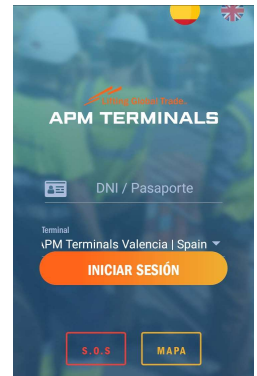 Lifting Global Trade.
APM TERMINALS
DNI / Pasaporte
Terminal
APM Terminals Valencia | Spain
INICIAR SESIÓN
S.O.S
MAPA